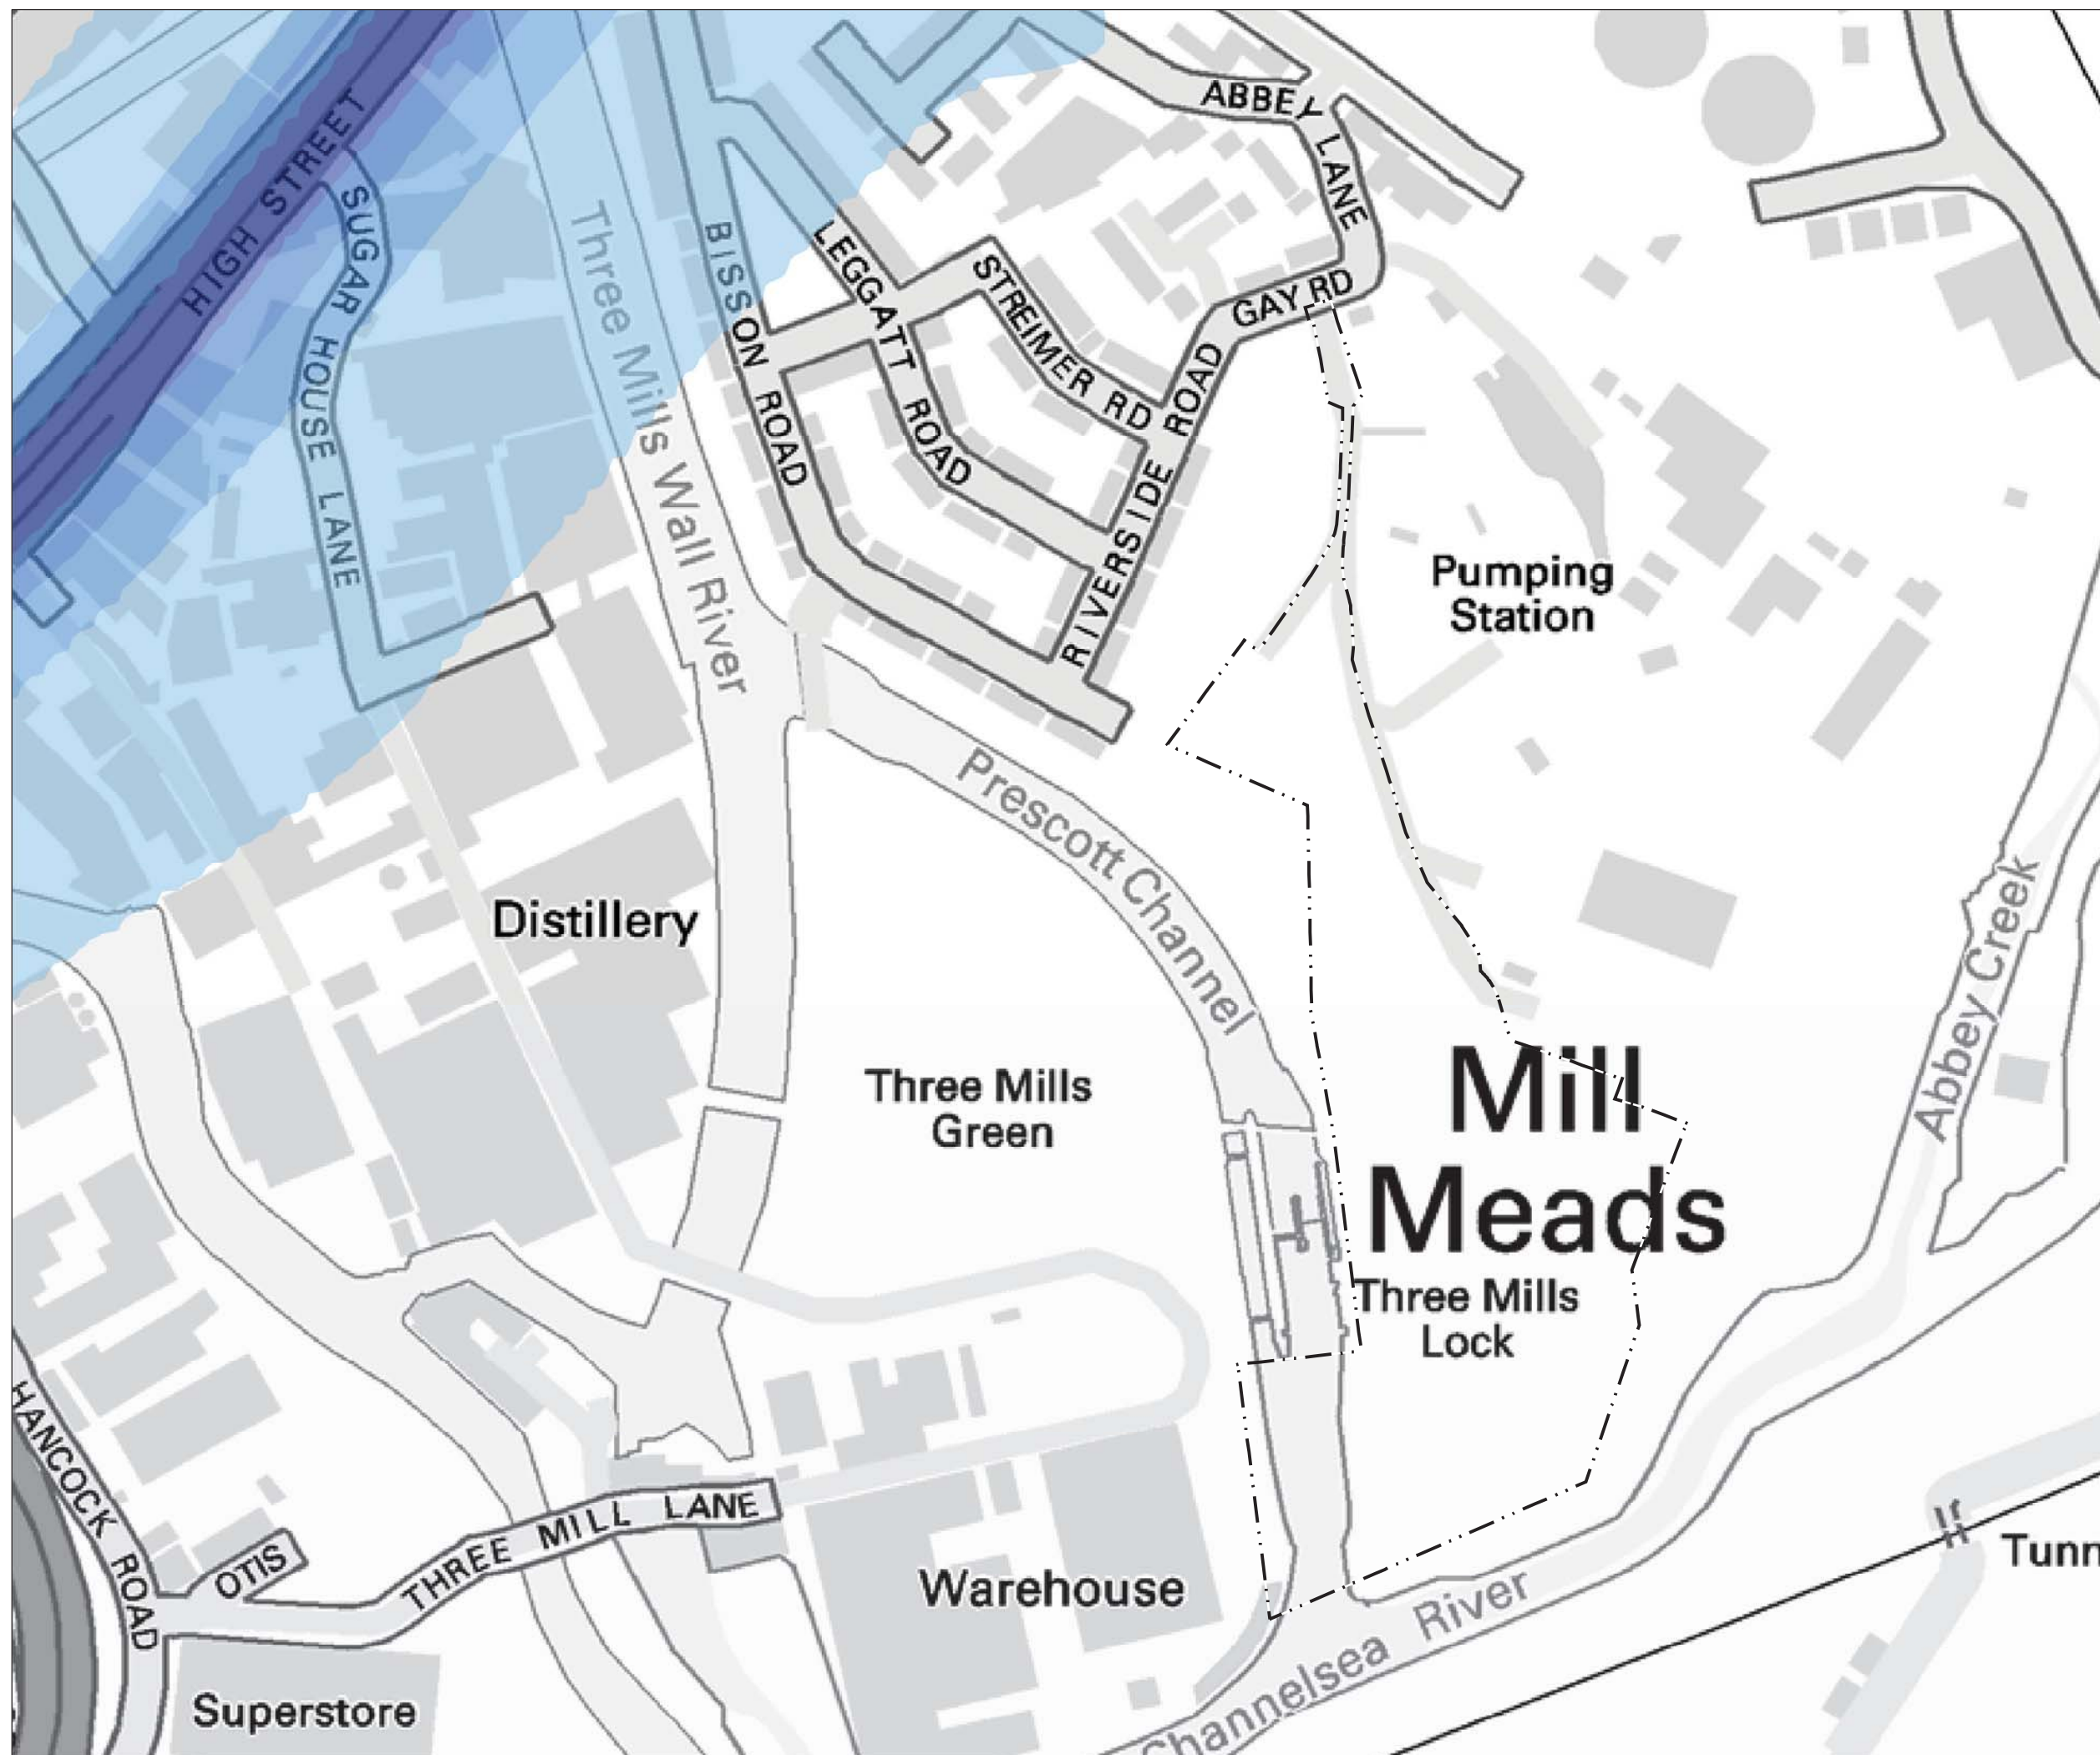 ABBEY LANE
HIGH STREET
SUGAR HOUSE LANE
Three Mills Wall River
BISSON ROAD
LEGGATT ROAD
STREIMER RD
GAY RD
RIVERSIDE ROAD
Pumping
Station
Prescott Channel
Distillery
Abbey Creek
Three Mills
Green
Mill
Meads
Three Mills
Lock
HANCOCK ROAD
OTIS
THREE MILL LANE
Warehouse
Channelsea River
Tunn
Superstore